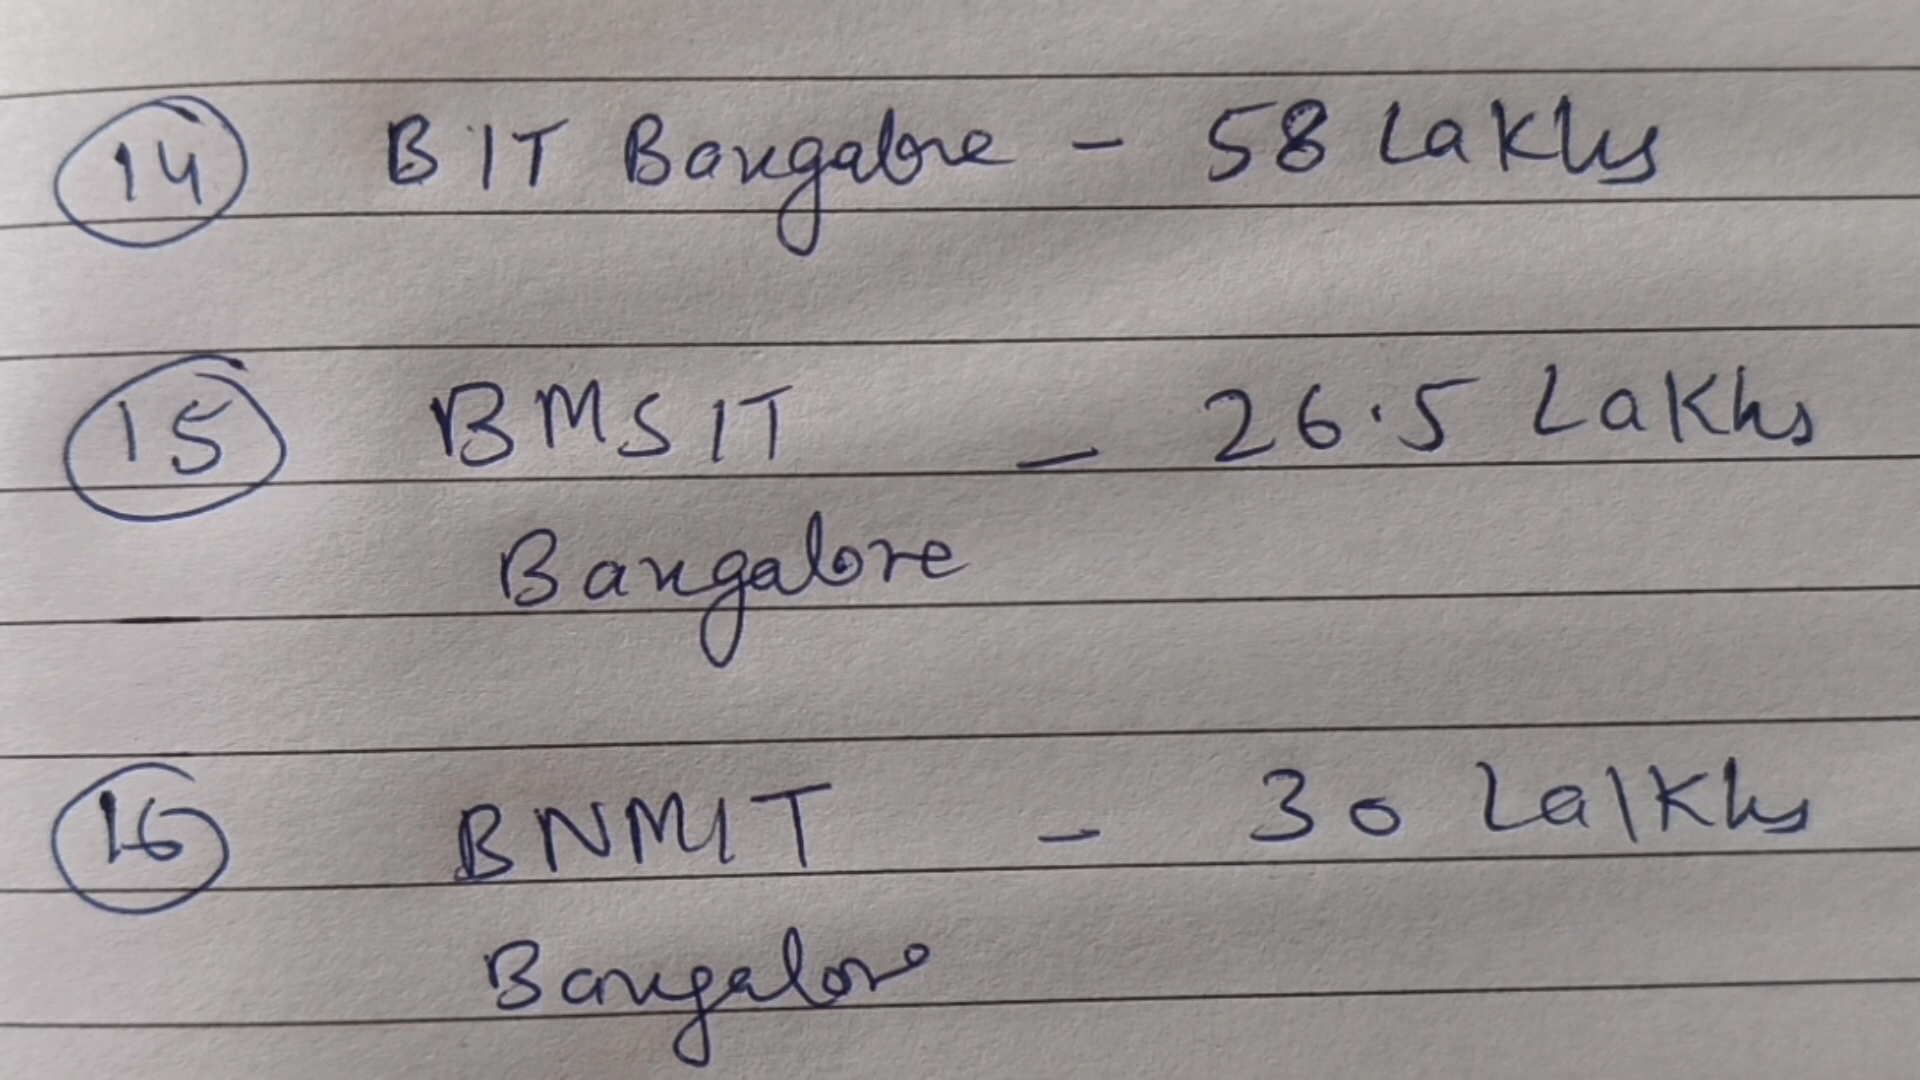 14 BIT Bangalore - 58 Lakhs
15 BMSIT - 26.5 Lakhs
Bangalore
16 BNMIT - 30 Lakhs
Bangalore